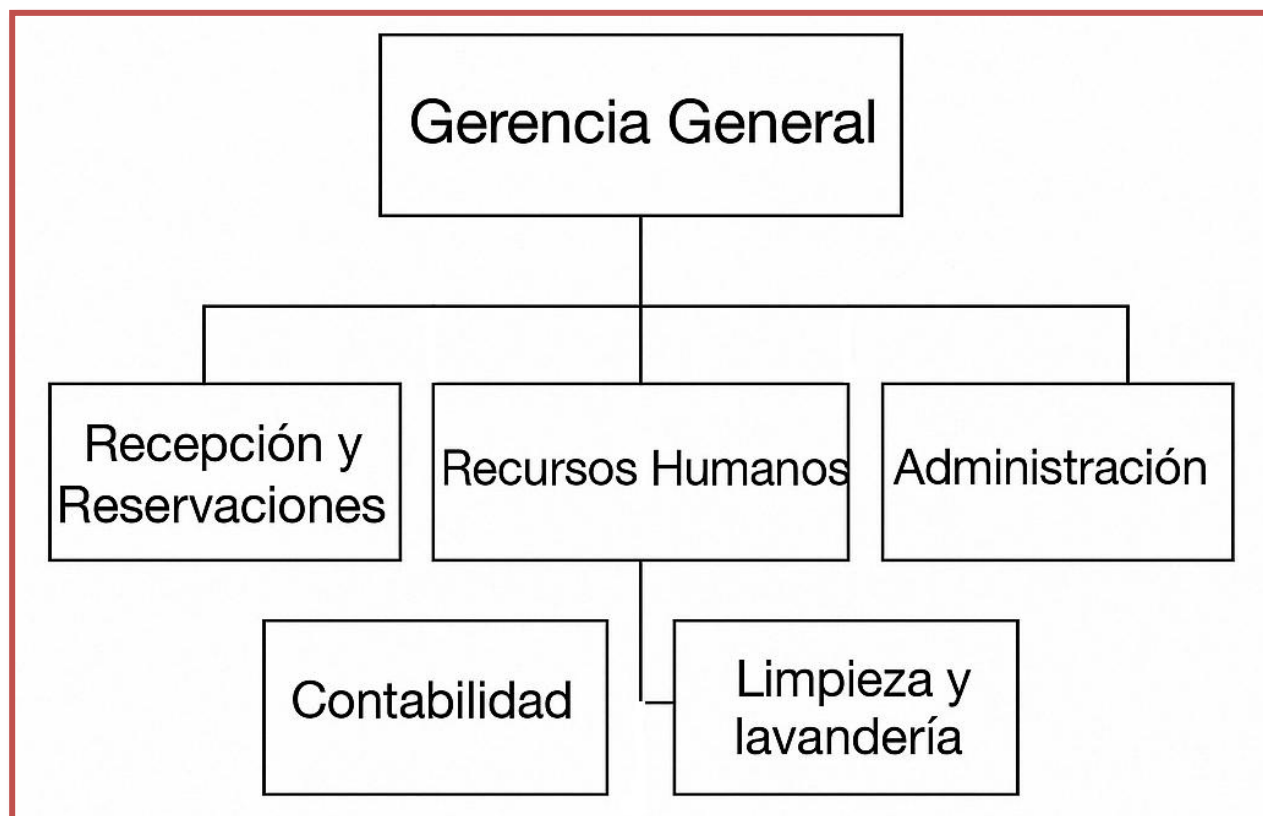 Gerencia General
Recepción y
Reservaciones
Recursos Humanos
Administración
Contabilidad
Limpieza y
lavandería